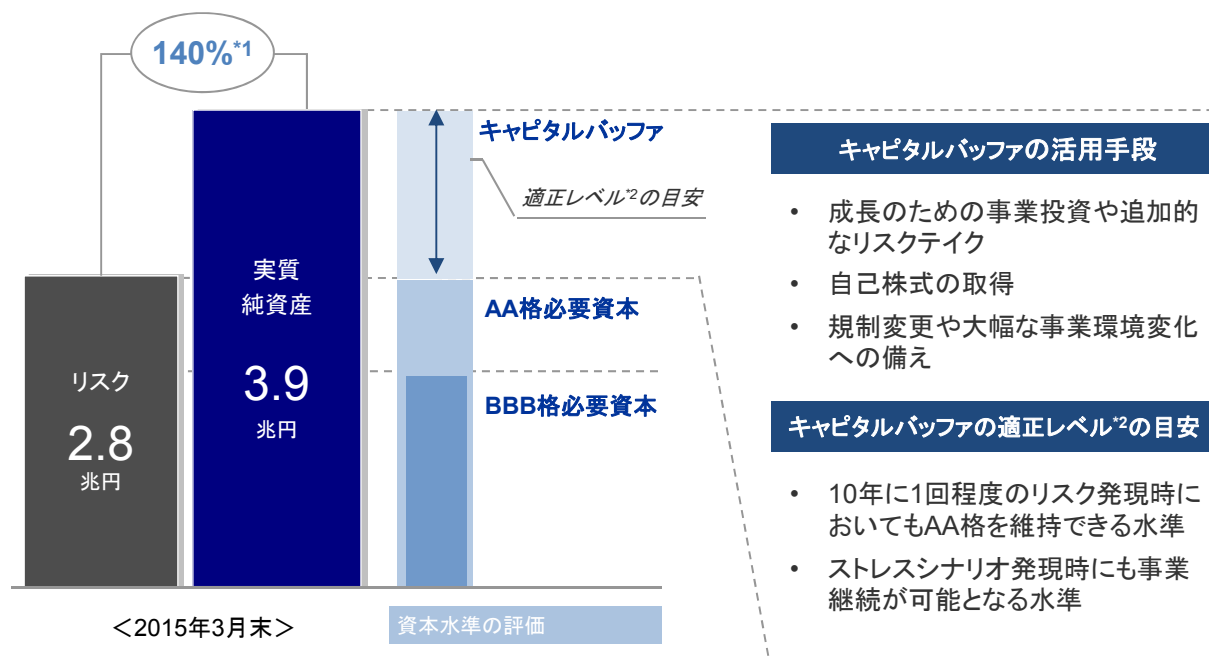 140%*1
キャピタルバッファ
適正レベル*2の目安
実質
純資産
3.9
兆円
AA格必要資本
BBB格必要資本
リスク
2.8
兆円
＜2015年3月末＞
資本水準の評価
キャピタルバッファの活用手段
• 成長のための事業投資や追加的
なリスクテイク
• 自己株式の取得
• 規制変更や大幅な事業環境変化
への備え
キャピタルバッファの適正レベル*2の目安
• 10年に1回程度のリスク発現時に
おいてもAA格を維持できる水準
• ストレスシナリオ発現時にも事業
継続が可能となる水準